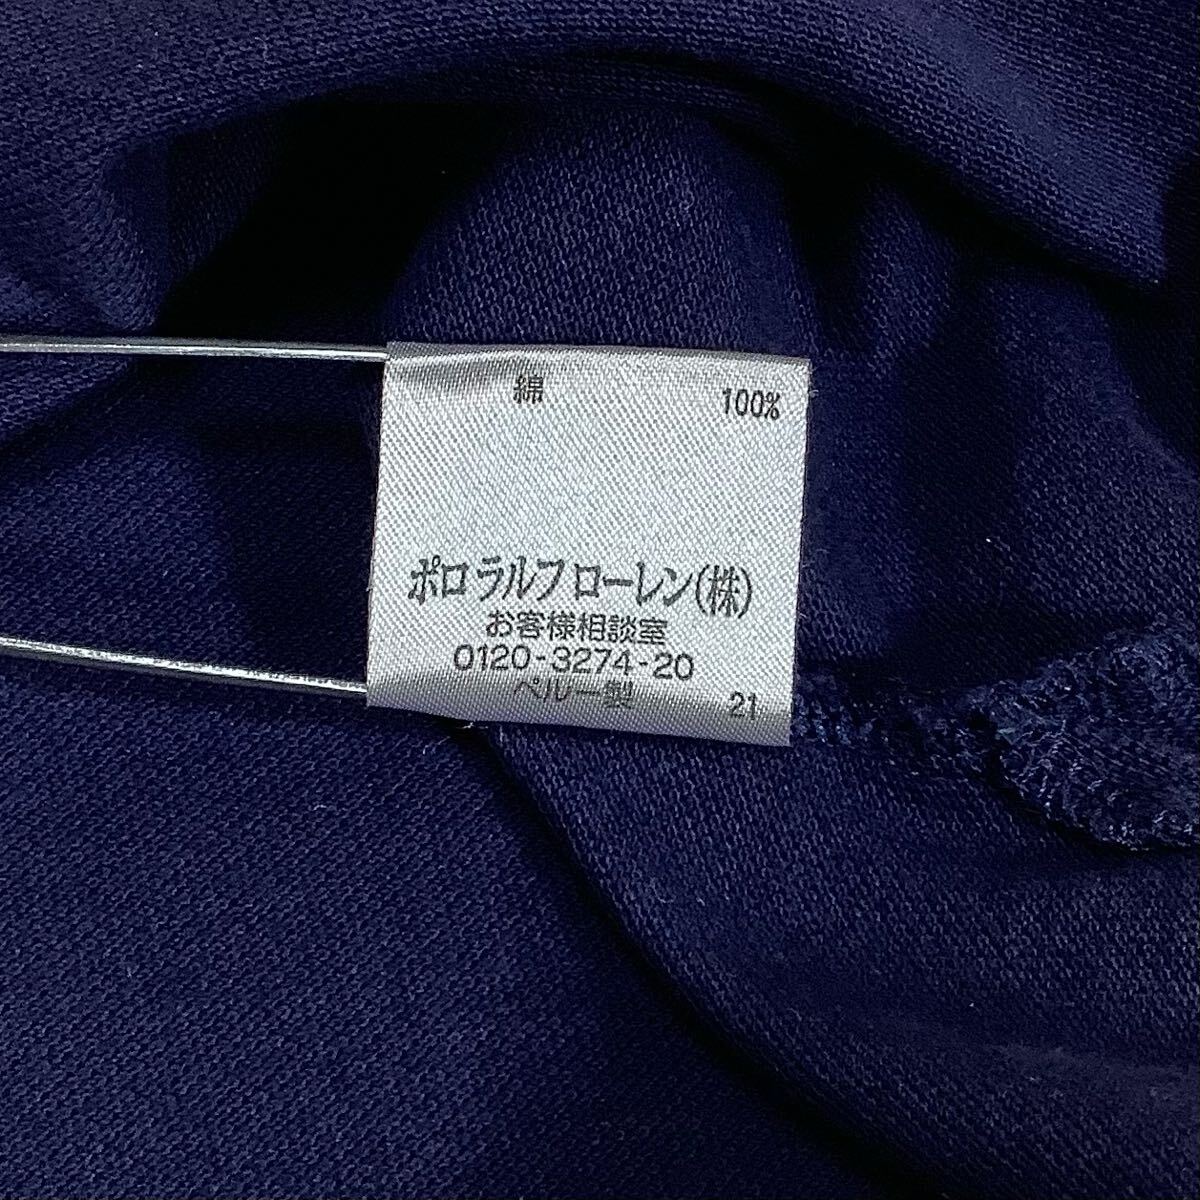 綿 100%
ポロ ラルフ ローレン(株)
お客様相談室
0120-3274-20
ペルー製 21